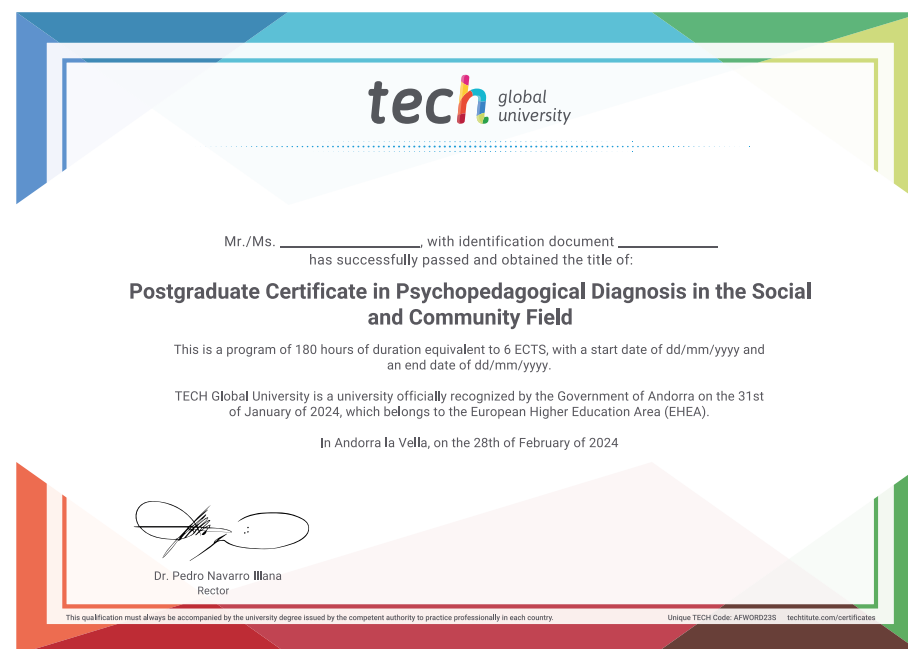 tech global university
Mr./Ms. ____________________, with identification document ______________
has successfully passed and obtained the title of:
Postgraduate Certificate in Psychopedagogical Diagnosis in the Social
and Community Field
This is a program of 180 hours of duration equivalent to 6 ECTS, with a start date of dd/mm/yyyy and
an end date of dd/mm/yyyy.
TECH Global University is a university officially recognized by the Government of Andorra on the 31st
of January of 2024, which belongs to the European Higher Education Area (EHEA).
In Andorra la Vella, on the 28th of February of 2024
Dr. Pedro Navarro Illana
Rector
This qualification must always be accompanied by the university degree issued by the competent authority to practice professionally in each country. Unique TECH Code: AFWORD23S techtitute.com/certificates